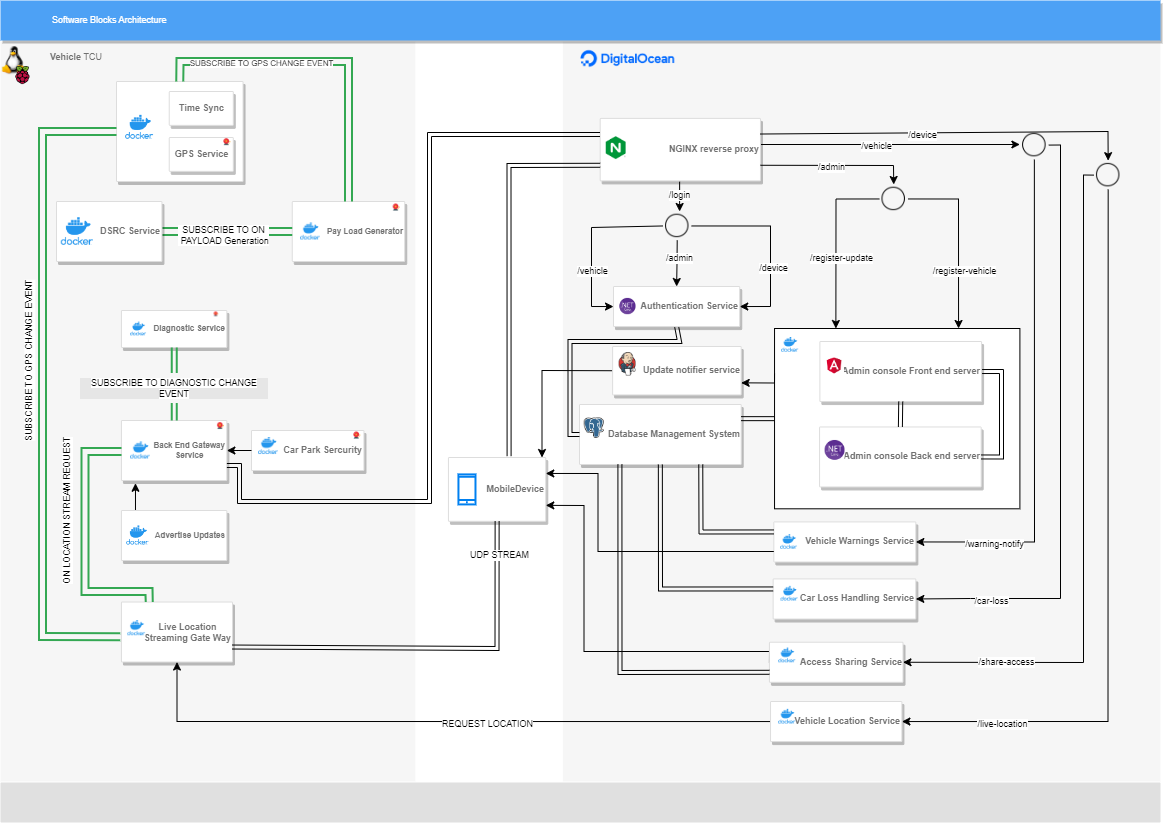 Software Blocks Architecture
Vehicle TCU
DigitalOcean
SUBSCRIBE TO GPS CHANGE EVENT
docker
Time Sync
GPS Service
NGINX reverse proxy
/device
/vehicle
/admin
/login
docker
DSRC Service
SUBSCRIBE TO ON
PAYLOAD Generation
docker
Pay Load Generator
/vehicle
/admin
/device
/register-update
/register-vehicle
SUBSCRIBE TO GPS CHANGE EVENT
docker
Diagnostic Service
.NET
Authentication Service
docker
Update notifier service
Admin console Front end server
SUBSCRIBE TO DIAGNOSTIC CHANGE
EVENT
Database Management System
docker
Back End Gateway
Service
docker
Car Park Sercurity
.NET
Admin console Back end server
ON LOCATION STREAM REQUEST
MobileDevice
docker
Advertise Updates
UDP STREAM
docker
Vehicle Warnings Service
/warning-notify
docker
Car Loss Handling Service
/car-loss
docker
Live Location
Streaming Gate Way
docker
Access Sharing Service
/share-access
REQUEST LOCATION
docker
Vehicle Location Service
/live-location